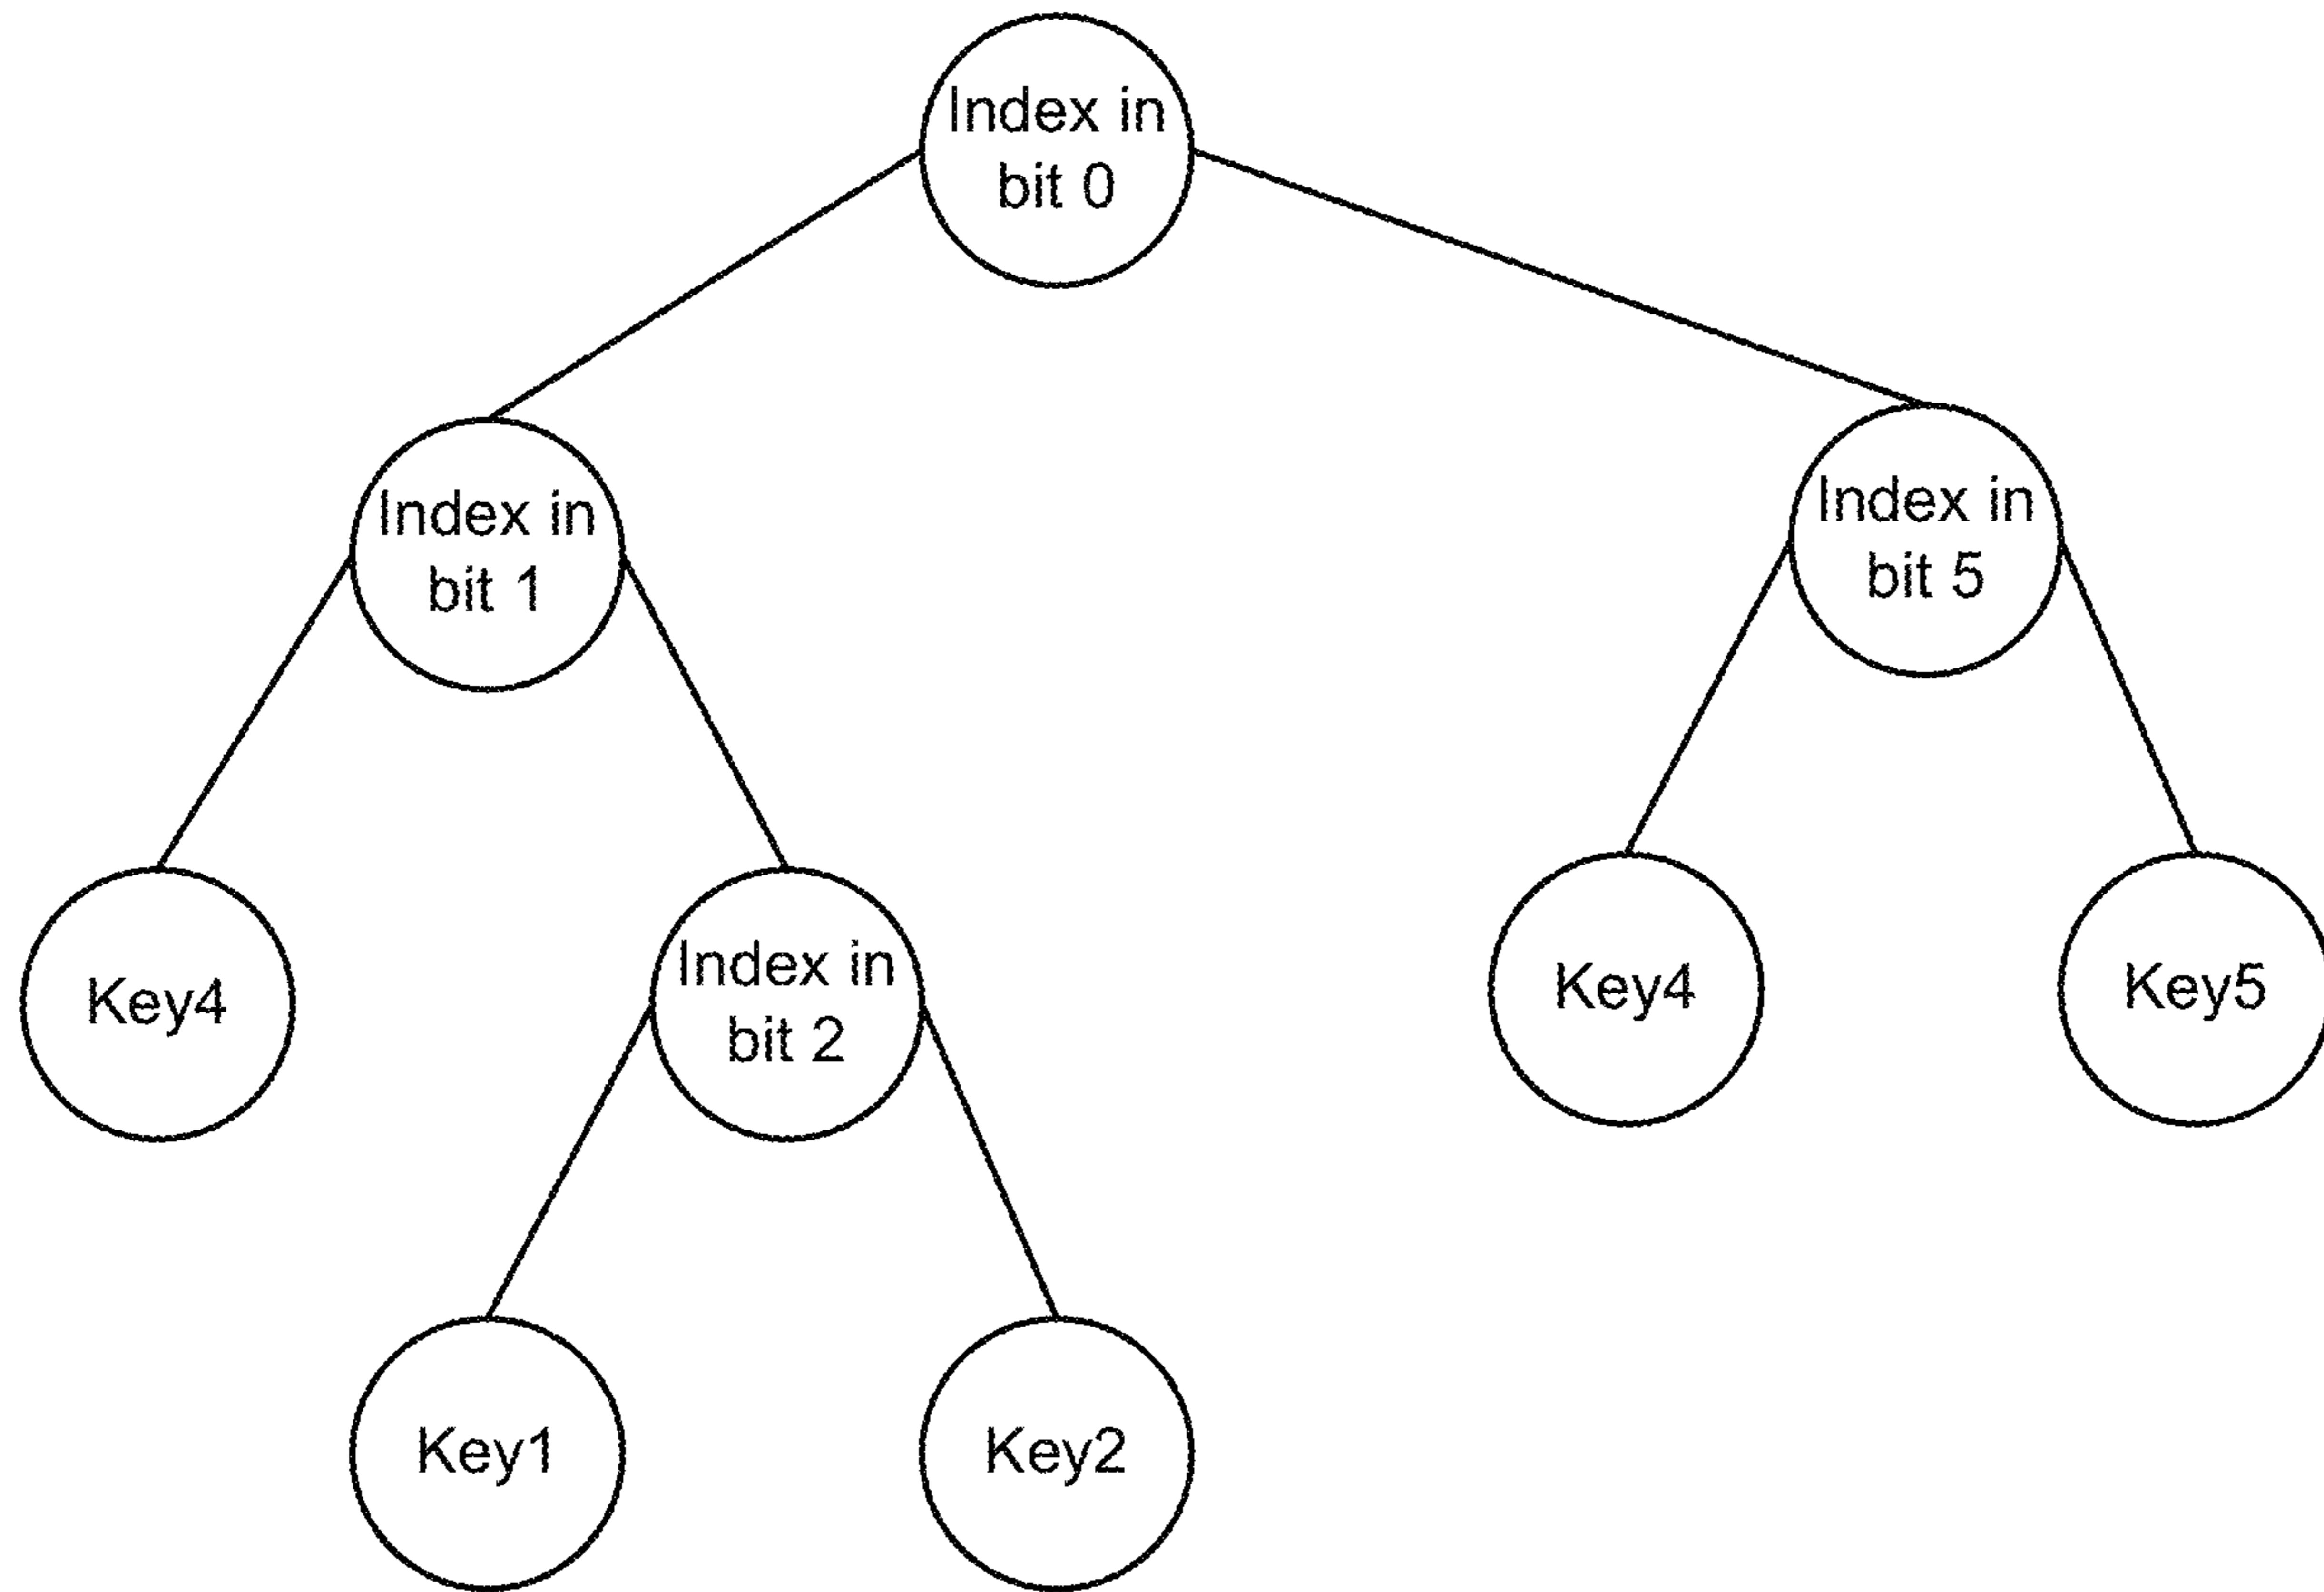 Index in
bit 0
Index in
bit 1
Index in
bit 5
Key4
Index in
bit 2
Key4
Key5
Key1
Key2